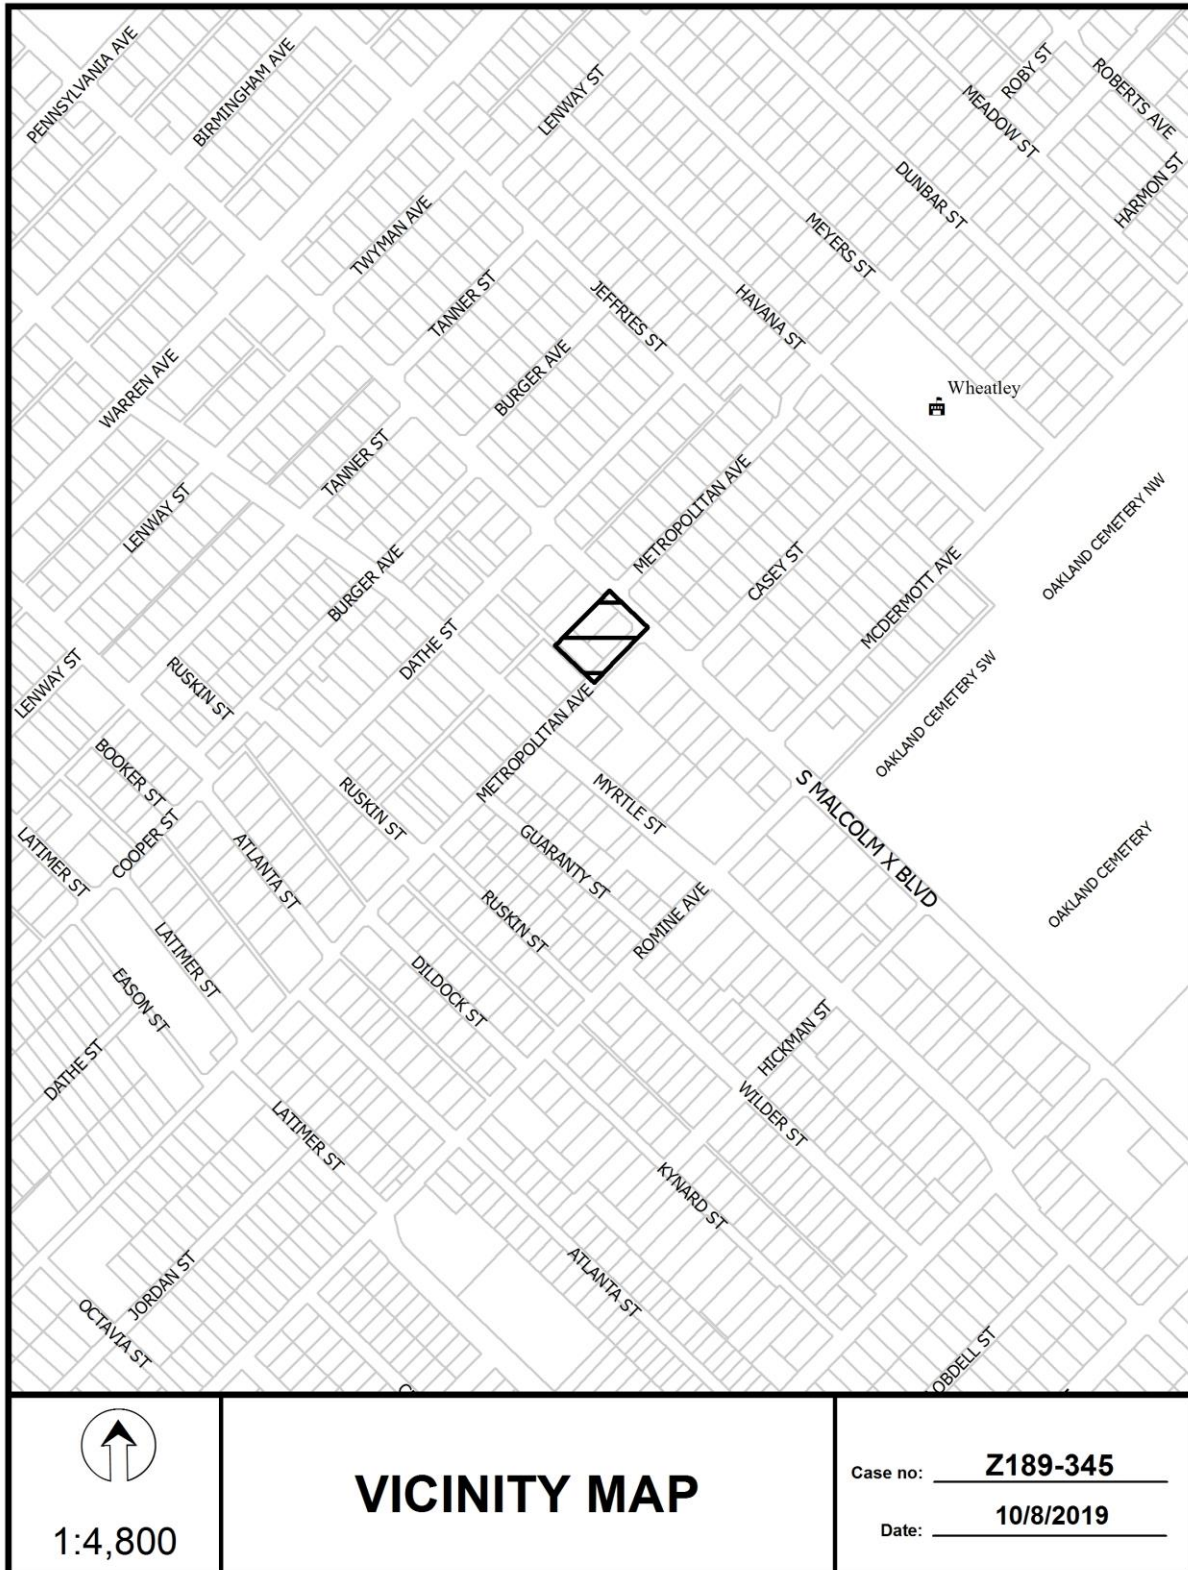 PENNSYLVANIA AVE
BIRMINGHAM AVE
LENWAY ST
ROBY ST
ROBERTS AVE
MEADOW ST
HARMON ST
DUNBAR ST
TWYMAN AVE
MEYERS ST
TANNER ST
JEFFRIES ST
HAVANA ST
BURGER AVE
WARREN AVE
Wheatley
TANNER ST
METROPOLITAN AVE
LENWAY ST
OAKLAND CEMETERY NW
BURGER AVE
CASEY ST
MCDERMOTT AVE
DATHE ST
LENWAY ST
RUSKIN ST
OAKLAND CEMETERY SW
METROPOLITAN AVE
BOOKER ST
RUSKIN ST
MYRTLE ST
S MALCOLM X BLVD
COOPER ST
LATIMER ST
ATLANTA ST
GUARANTY ST
OAKLAND CEMETERY
RUSKIN ST
ROMINE AVE
LATIMER ST
DILDOCK ST
EASON ST
HICKMAN ST
DATHE ST
WILDER ST
LATIMER ST
KYNARD ST
JORDAN ST
ATLANTA ST
OCTAVIA ST
OBDELL ST
1:4,800
VICINITY MAP
Case no: Z189-345
Date: 10/8/2019